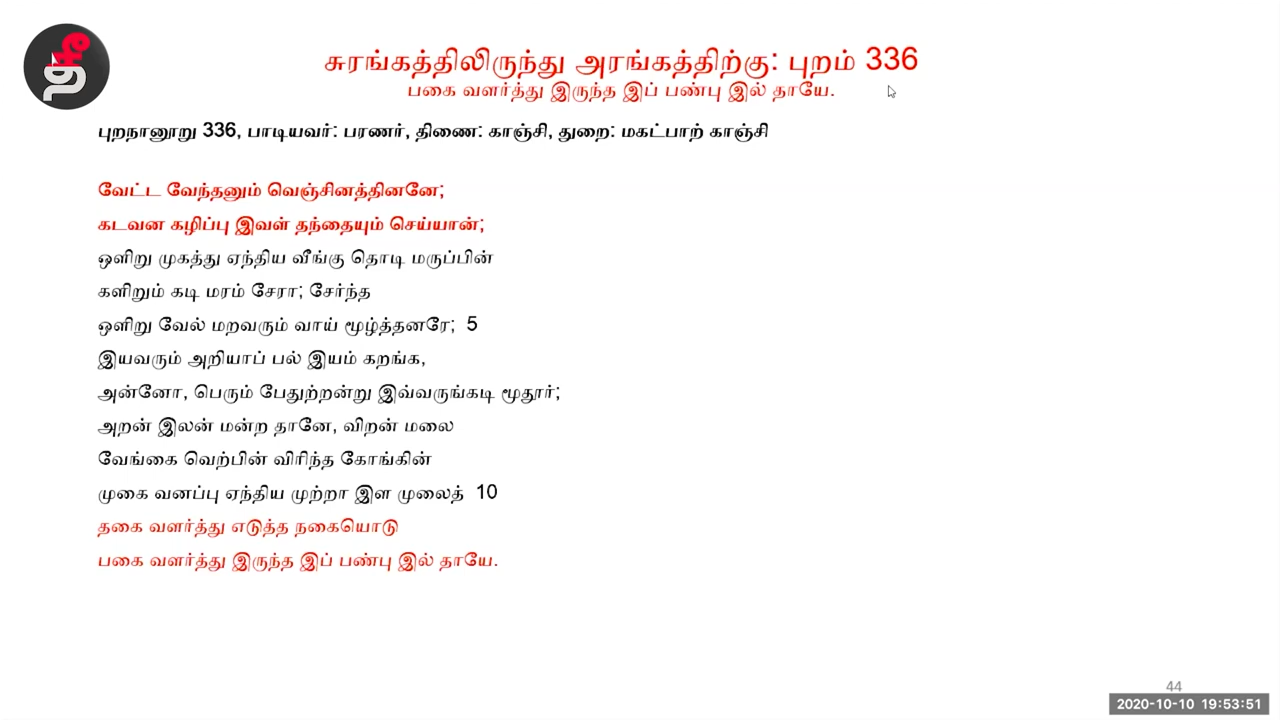 சுரங்கத்திலிருந்து அரங்கத்திற்கு: புறம் 336
பகை வளர்த்து இருந்த இப் பண்பு இல் தாயே.
புறநானூறு 336, பாடியவர்: பரணர், திணை: காஞ்சி, துறை: மகட்பாற் காஞ்சி
வேட்ட வேந்தனும் வெஞ்சினத்தினனே;
கடவன கழிப்பு இவள் தந்தையும் செய்யான்;
ஒளிறு முகத்து ஏந்திய வீங்கு தொடி மருப்பின்
களிறும் கடி மரம் சேரா; சேர்ந்த
ஒளிறு வேல் மறவரும் வாய் மூழ்த்தனரே; 5
இயவரும் அறியாப் பல் இயம் கறங்க,
அன்னோ, பெரும் பேதுற்றன்று இவ்வருங்கடி மூதூர்;
அறன் இலன் மன்ற தானே, விறன் மலை
வேங்கை வெற்பின் விரிந்த கோங்கின்
முகை வனப்பு ஏந்திய முற்றா இள முலைத் 10
தகை வளர்த்து எடுத்த நகையொடு
பகை வளர்த்து இருந்த இப் பண்பு இல் தாயே.
44
2020-10-10 19:53:51